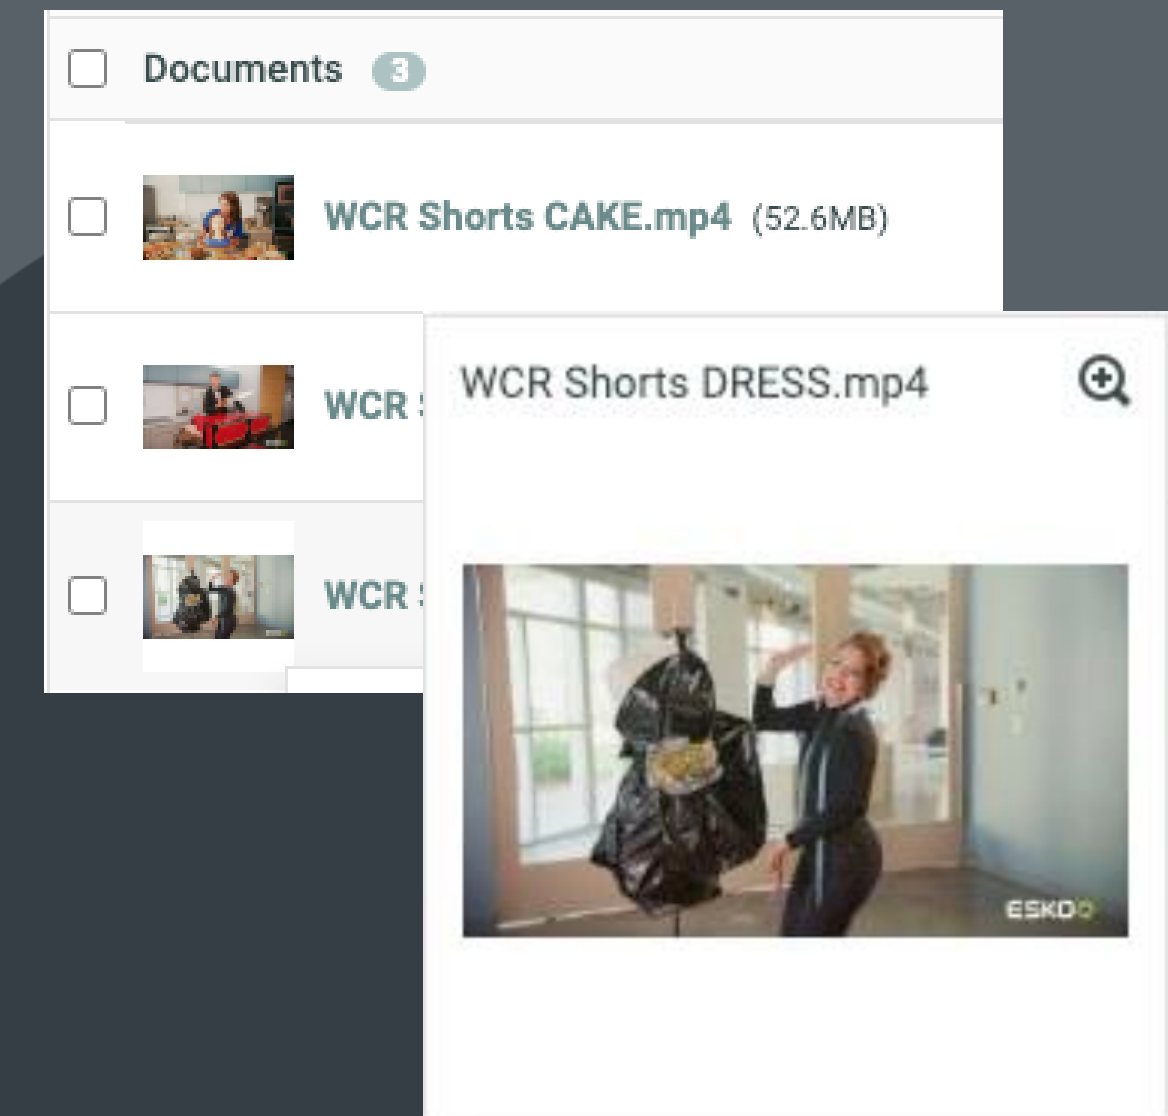 Documents 3
WCR Shorts CAKE.mp4 (52.6MB)
WCR
WCR Shorts DRESS.mp4
WCR
ESKO